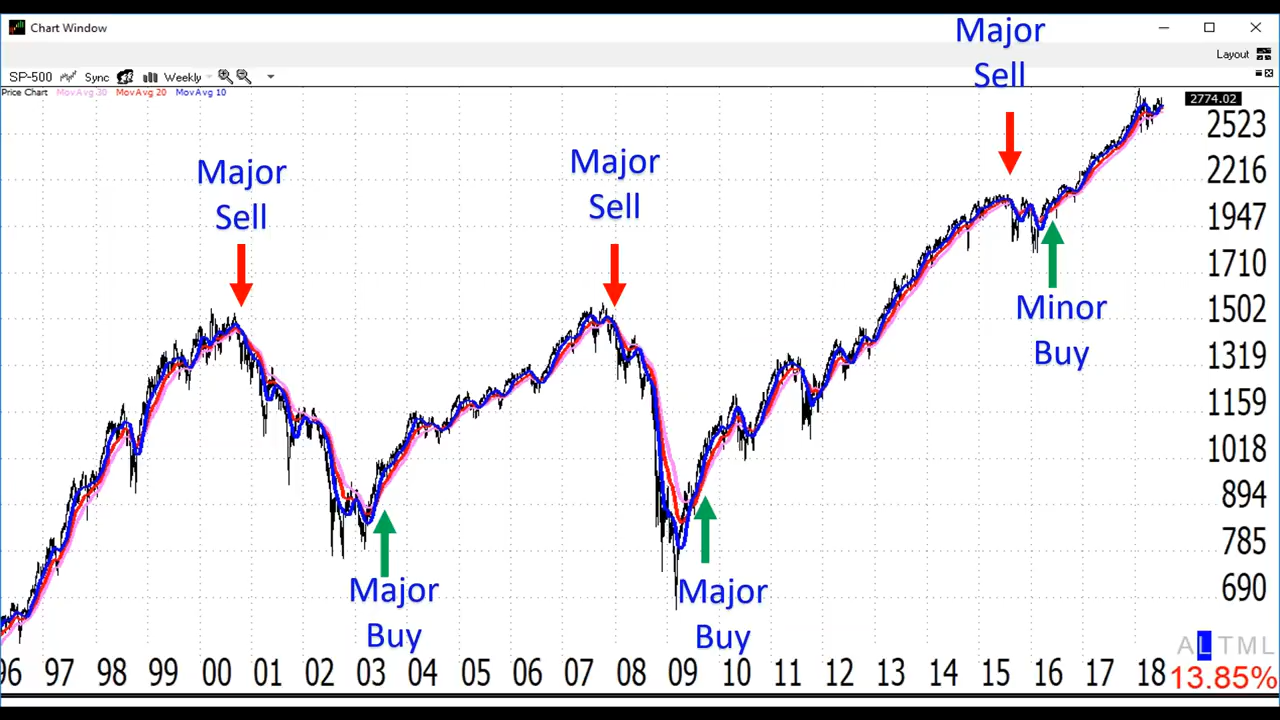 Chart Window
Layout
SP-500 Sync Weekly
Price Chart MovAvg 30 MovAvg 20 MovAvg 10
Major
Sell
Major
Sell
Major
Sell
Minor
Buy
Major
Buy
Major
Buy
2774.02
2523
2216
1947
1710
1502
1319
1159
1018
894
785
690
A L T M L
96 97 98 99 00 01 02 03 04 05 06 07 08 09 10 11 12 13 14 15 16 17 18
13.85%